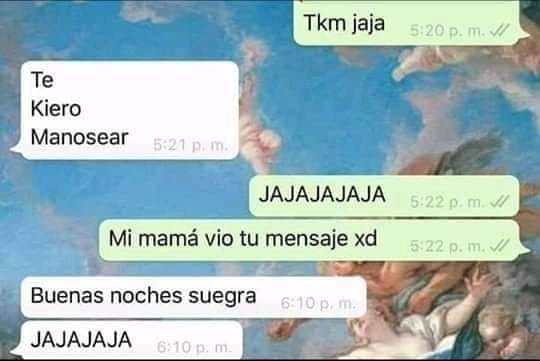 Tkm jaja 5:20 p. m.
Te
Kiero
Manosear 5:21 p. m.
JAJAJAJAJA 5:22 p. m.
Mi mamá vio tu mensaje xd 5:22 p. m.
Buenas noches suegra 6:10 p. m.
JAJAJAJA 6:10 p. m.